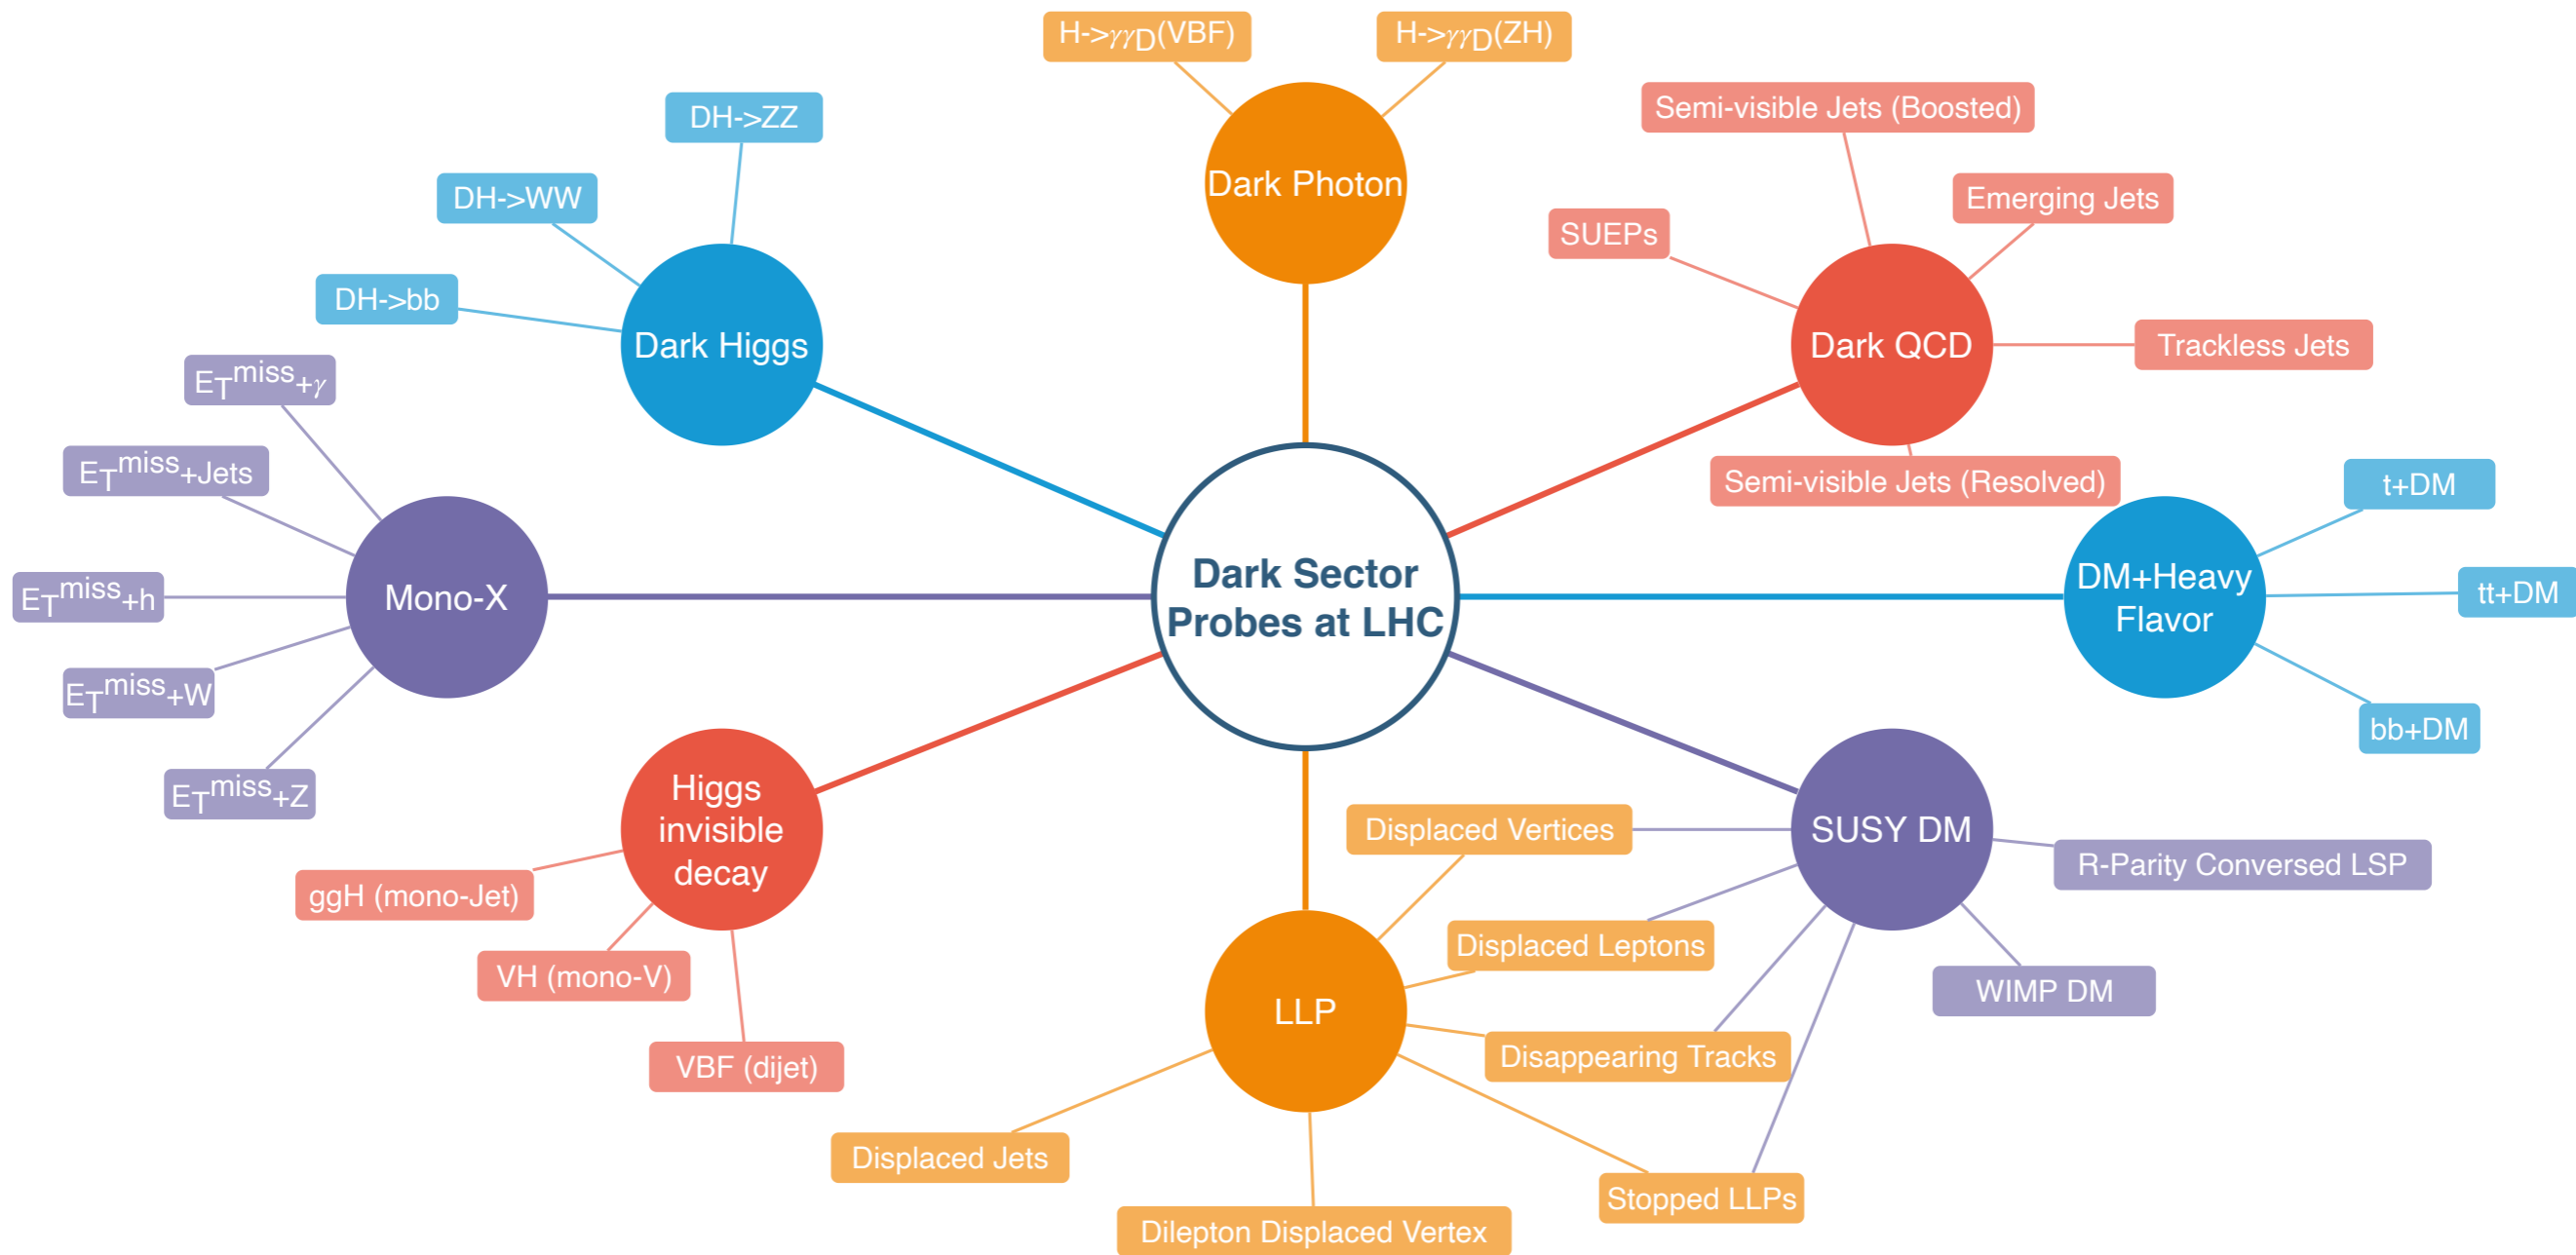 H->γγD(VBF)
H->γγD(ZH)
Dark Photon
DH->ZZ
DH->WW
DH->bb
Dark Higgs
Semi-visible Jets (Boosted)
Emerging Jets
SUEPs
Trackless Jets
Dark QCD
Semi-visible Jets (Resolved)
ETmiss+γ
ETmiss+Jets
ETmiss+h
ETmiss+W
ETmiss+Z
Mono-X
Dark Sector
Probes at LHC
DM+Heavy
Flavor
t+DM
tt+DM
bb+DM
Higgs
invisible
decay
ggH (mono-Jet)
VH (mono-V)
VBF (dijet)
SUSY DM
Displaced Vertices
R-Parity Conversed LSP
Displaced Leptons
WIMP DM
LLP
Disappearing Tracks
Displaced Jets
Stopped LLPs
Dilepton Displaced Vertex